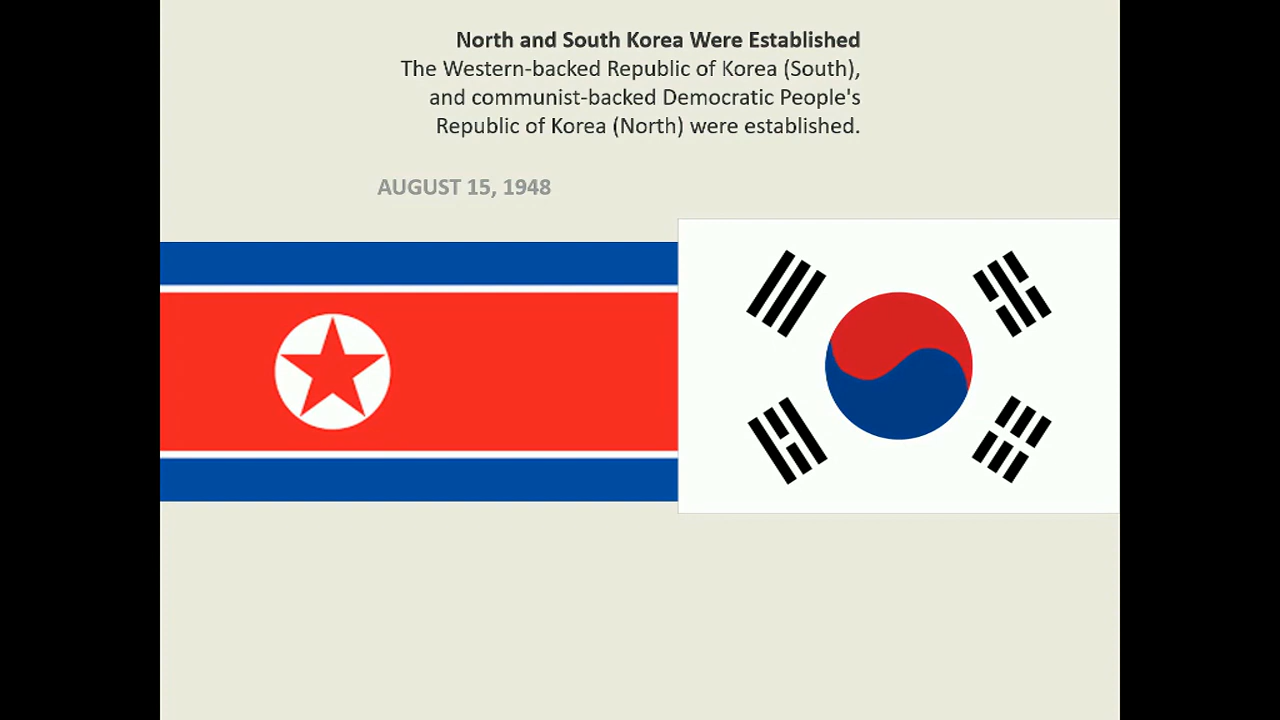 North and South Korea Were Established
The Western-backed Republic of Korea (South),
and communist-backed Democratic People's
Republic of Korea (North) were established.
AUGUST 15, 1948